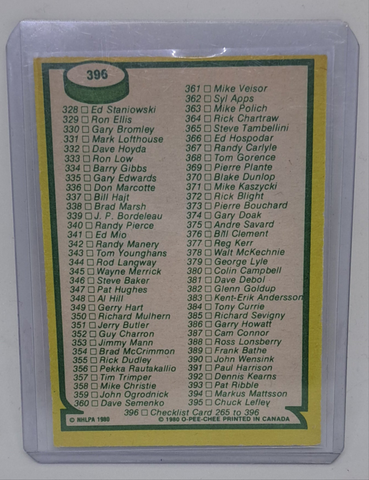 396
328 □ Ed Staniowski
329 □ Ron Ellis
330 □ Gary Bromley
331 □ Mark Lofthouse
332 □ Dave Hoyda
333 □ Ron Low
334 □ Barry Gibbs
335 □ Gary Edwards
336 □ Don Marcotte
337 □ Bill Hajt
338 □ Brad Marsh
339 □ J. P. Bordeleau
340 □ Randy Pierce
341 □ Ed Mio
342 □ Randy Manery
343 □ Tom Younghans
344 □ Rod Langway
345 □ Wayne Merrick
346 □ Steve Baker
347 □ Pat Hughes
348 □ Al Hill
349 □ Gerry Hart
350 □ Richard Mulhern
351 □ Jerry Butler
352 □ Guy Charron
353 □ Jimmy Mann
354 □ Brad McCrimmon
355 □ Rick Dudley
356 □ Pekka Rautakallio
357 □ Tim Trimper
358 □ Mike Christie
359 □ John Ogrodnick
360 □ Dave Semenko
361 □ Mike Veisor
362 □ Syl Apps
363 □ Mike Polich
364 □ Rick Chartraw
365 □ Steve Tambellini
366 □ Ed Hospodar
367 □ Randy Carlyle
368 □ Tom Gorence
369 □ Pierre Plante
370 □ Blake Dunlop
371 □ Mike Kaszycki
372 □ Rick Blight
373 □ Pierre Bouchard
374 □ Gary Doak
375 □ Andre Savard
376 □ Bill Clement
377 □ Reg Kerr
378 □ Walt McKechnie
379 □ George Lyle
380 □ Colin Campbell
381 □ Dave Debol
382 □ Glenn Goldup
383 □ Kent-Erik Andersson
384 □ Tony Currie
385 □ Richard Sevigny
386 □ Garry Howatt
387 □ Cam Connor
388 □ Ross Lonsberry
389 □ Frank Bathe
390 □ John Wensink
391 □ Paul Harrison
392 □ Dennis Kearns
393 □ Pat Ribble
394 □ Markus Mattsson
395 □ Chuck Lefley
396 □ Checklist Card 265 to 396
© NHLPA 1980 © 1980 O-PEE-CHEE PRINTED IN CANADA